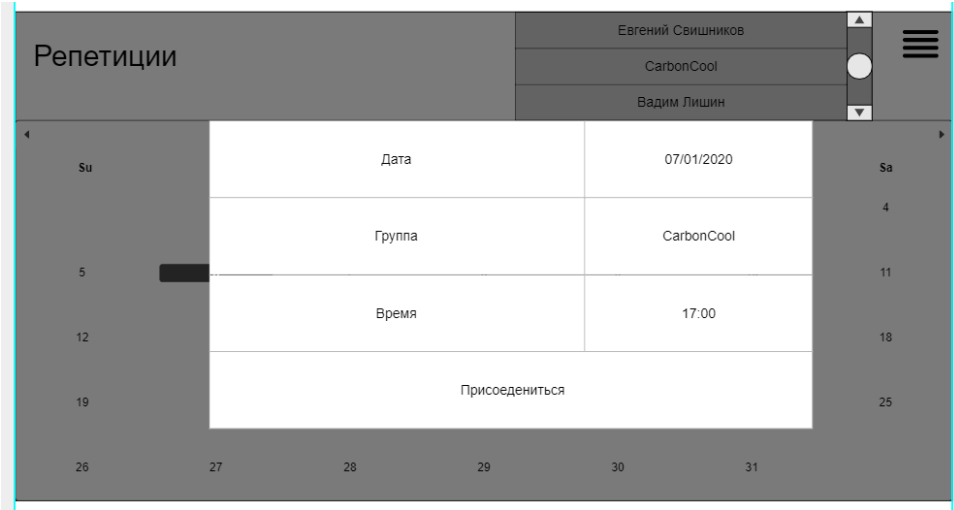 Репетиции
Евгений Свишников
CarbonCool
Вадим Лишин
Su
Sa
Дата 07/01/2020
4
Группа CarbonCool
5 11
Время 17:00
12 18
Присоедениться
19 25
26 27 28 29 30 31